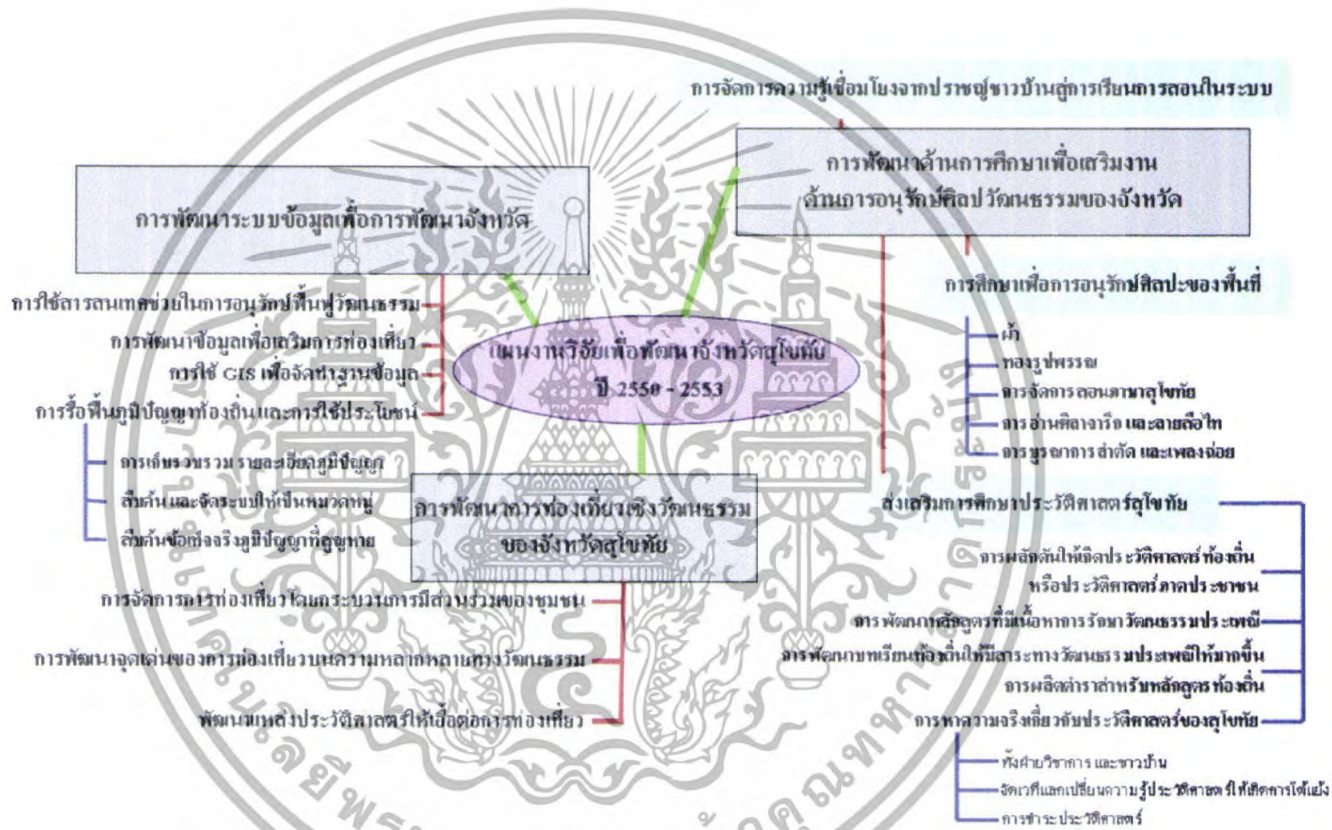 การจัดการความรู้เชื่อมโยงจากปราชญ์ชาวบ้านสู่การเรียนการสอนในระบบ
การพัฒนาด้านการศึกษาเพื่อเสริมงาน
ด้านการอนุรักษ์ศิลปวัฒนธรรมของจังหวัด
การศึกษาเพื่อการอนุรักษ์ศิลปะของพื้นที่
ผ้า
ทองรูปพรรณ
การจัดการสอนภาษาสุโขทัย
การอ่านศิลาจารึก และลายสือไท
การบูรณาการ ลำตัด และเพลงฉ่อย
ส่งเสริมการศึกษาประวัติศาสตร์สุโขทัย
การผลักดันให้เกิดประวัติศาสตร์ท้องถิ่น
หรือประวัติศาสตร์ภาคประชาชน
การพัฒนาหลักสูตรที่มีเนื้อหาการรักษาวัฒนธรรมประเพณี
การพัฒนาบทเรียนท้องถิ่นให้มีสาระทางวัฒนธรรมประเพณีให้มากขึ้น
การผลิตตำราสำหรับหลักสูตรท้องถิ่น
การหาความจริงเกี่ยวกับประวัติศาสตร์ของสุโขทัย
ทั้งฝ่ายวิชาการ และชาวบ้าน
จัดเวทีแลกเปลี่ยนความรู้ประวัติศาสตร์ให้เกิดการโต้แย้ง
การชำระประวัติศาสตร์
การพัฒนาระบบข้อมูลเพื่อการพัฒนาจังหวัด
การใช้สารสนเทศช่วยในการอนุรักษ์ฟื้นฟูวัฒนธรรม
การพัฒนาข้อมูลเพื่อเสริมการท่องเที่ยว
การใช้ GIS เพื่อจัดทำฐานข้อมูล
การรื้อฟื้นภูมิปัญญาท้องถิ่น และการใช้ประโยชน์
การเก็บรวบรวม รายละเอียดภูมิปัญญา
สืบค้น และจัดระบบให้เป็นหมวดหมู่
สืบค้นข้อเท็จจริงภูมิปัญญาที่สูญหาย
แผนงานวิจัยเพื่อพัฒนาจังหวัดสุโขทัย
ปี 2550 - 2553
การพัฒนาการท่องเที่ยวเชิงวัฒนธรรม
ของจังหวัดสุโขทัย
การจัดการการท่องเที่ยวโดยกระบวนการมีส่วนร่วมของชุมชน
การพัฒนาจุดเด่นของการท่องเที่ยวบนความหลากหลายทางวัฒนธรรม
พัฒนาแหล่งประวัติศาสตร์ให้เอื้อต่อการท่องเที่ยว